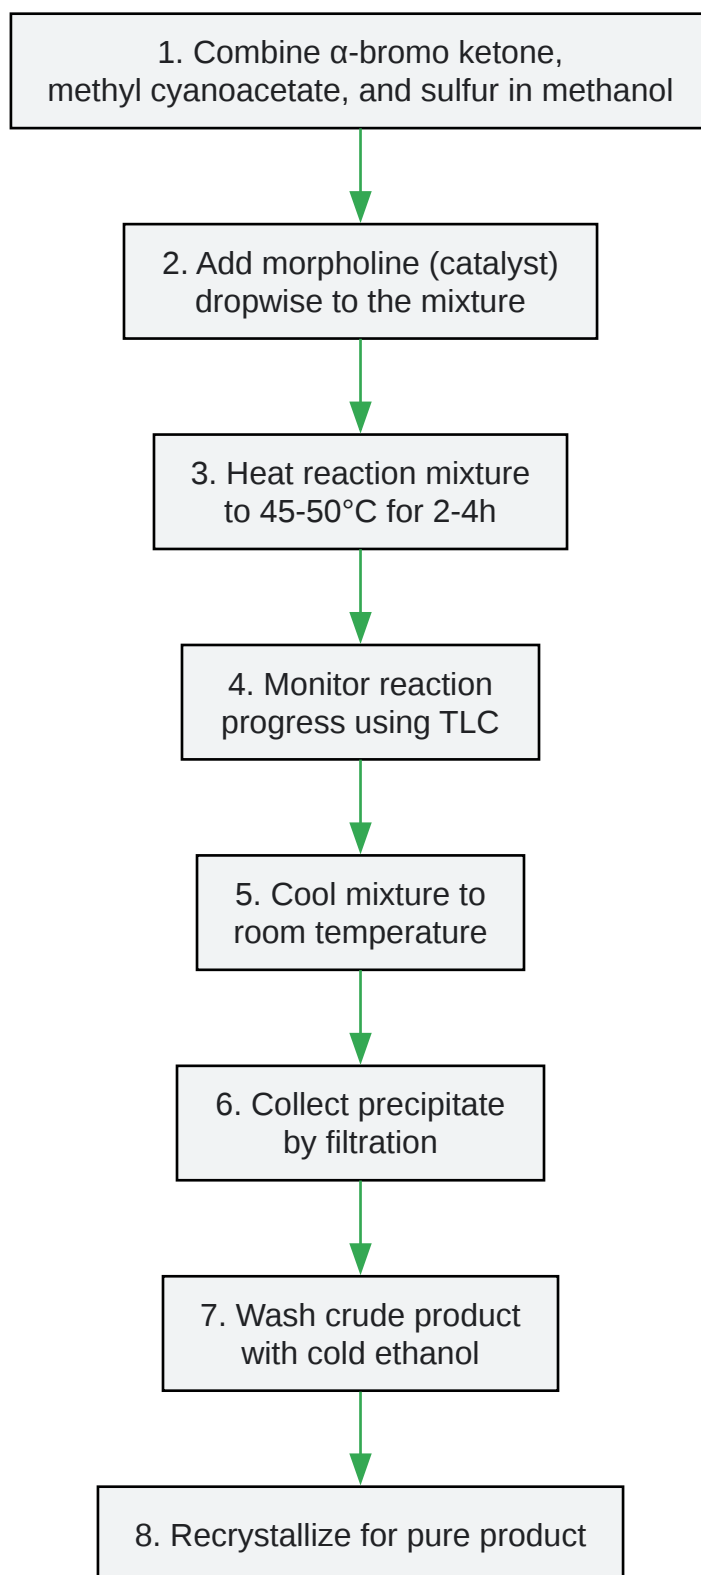 1. Combine α-bromo ketone,
methyl cyanoacetate, and sulfur in methanol
2. Add morpholine (catalyst)
dropwise to the mixture
3. Heat reaction mixture
to 45-50°C for 2-4h
4. Monitor reaction
progress using TLC
5. Cool mixture to
room temperature
6. Collect precipitate
by filtration
7. Wash crude product
with cold ethanol
8. Recrystallize for pure product